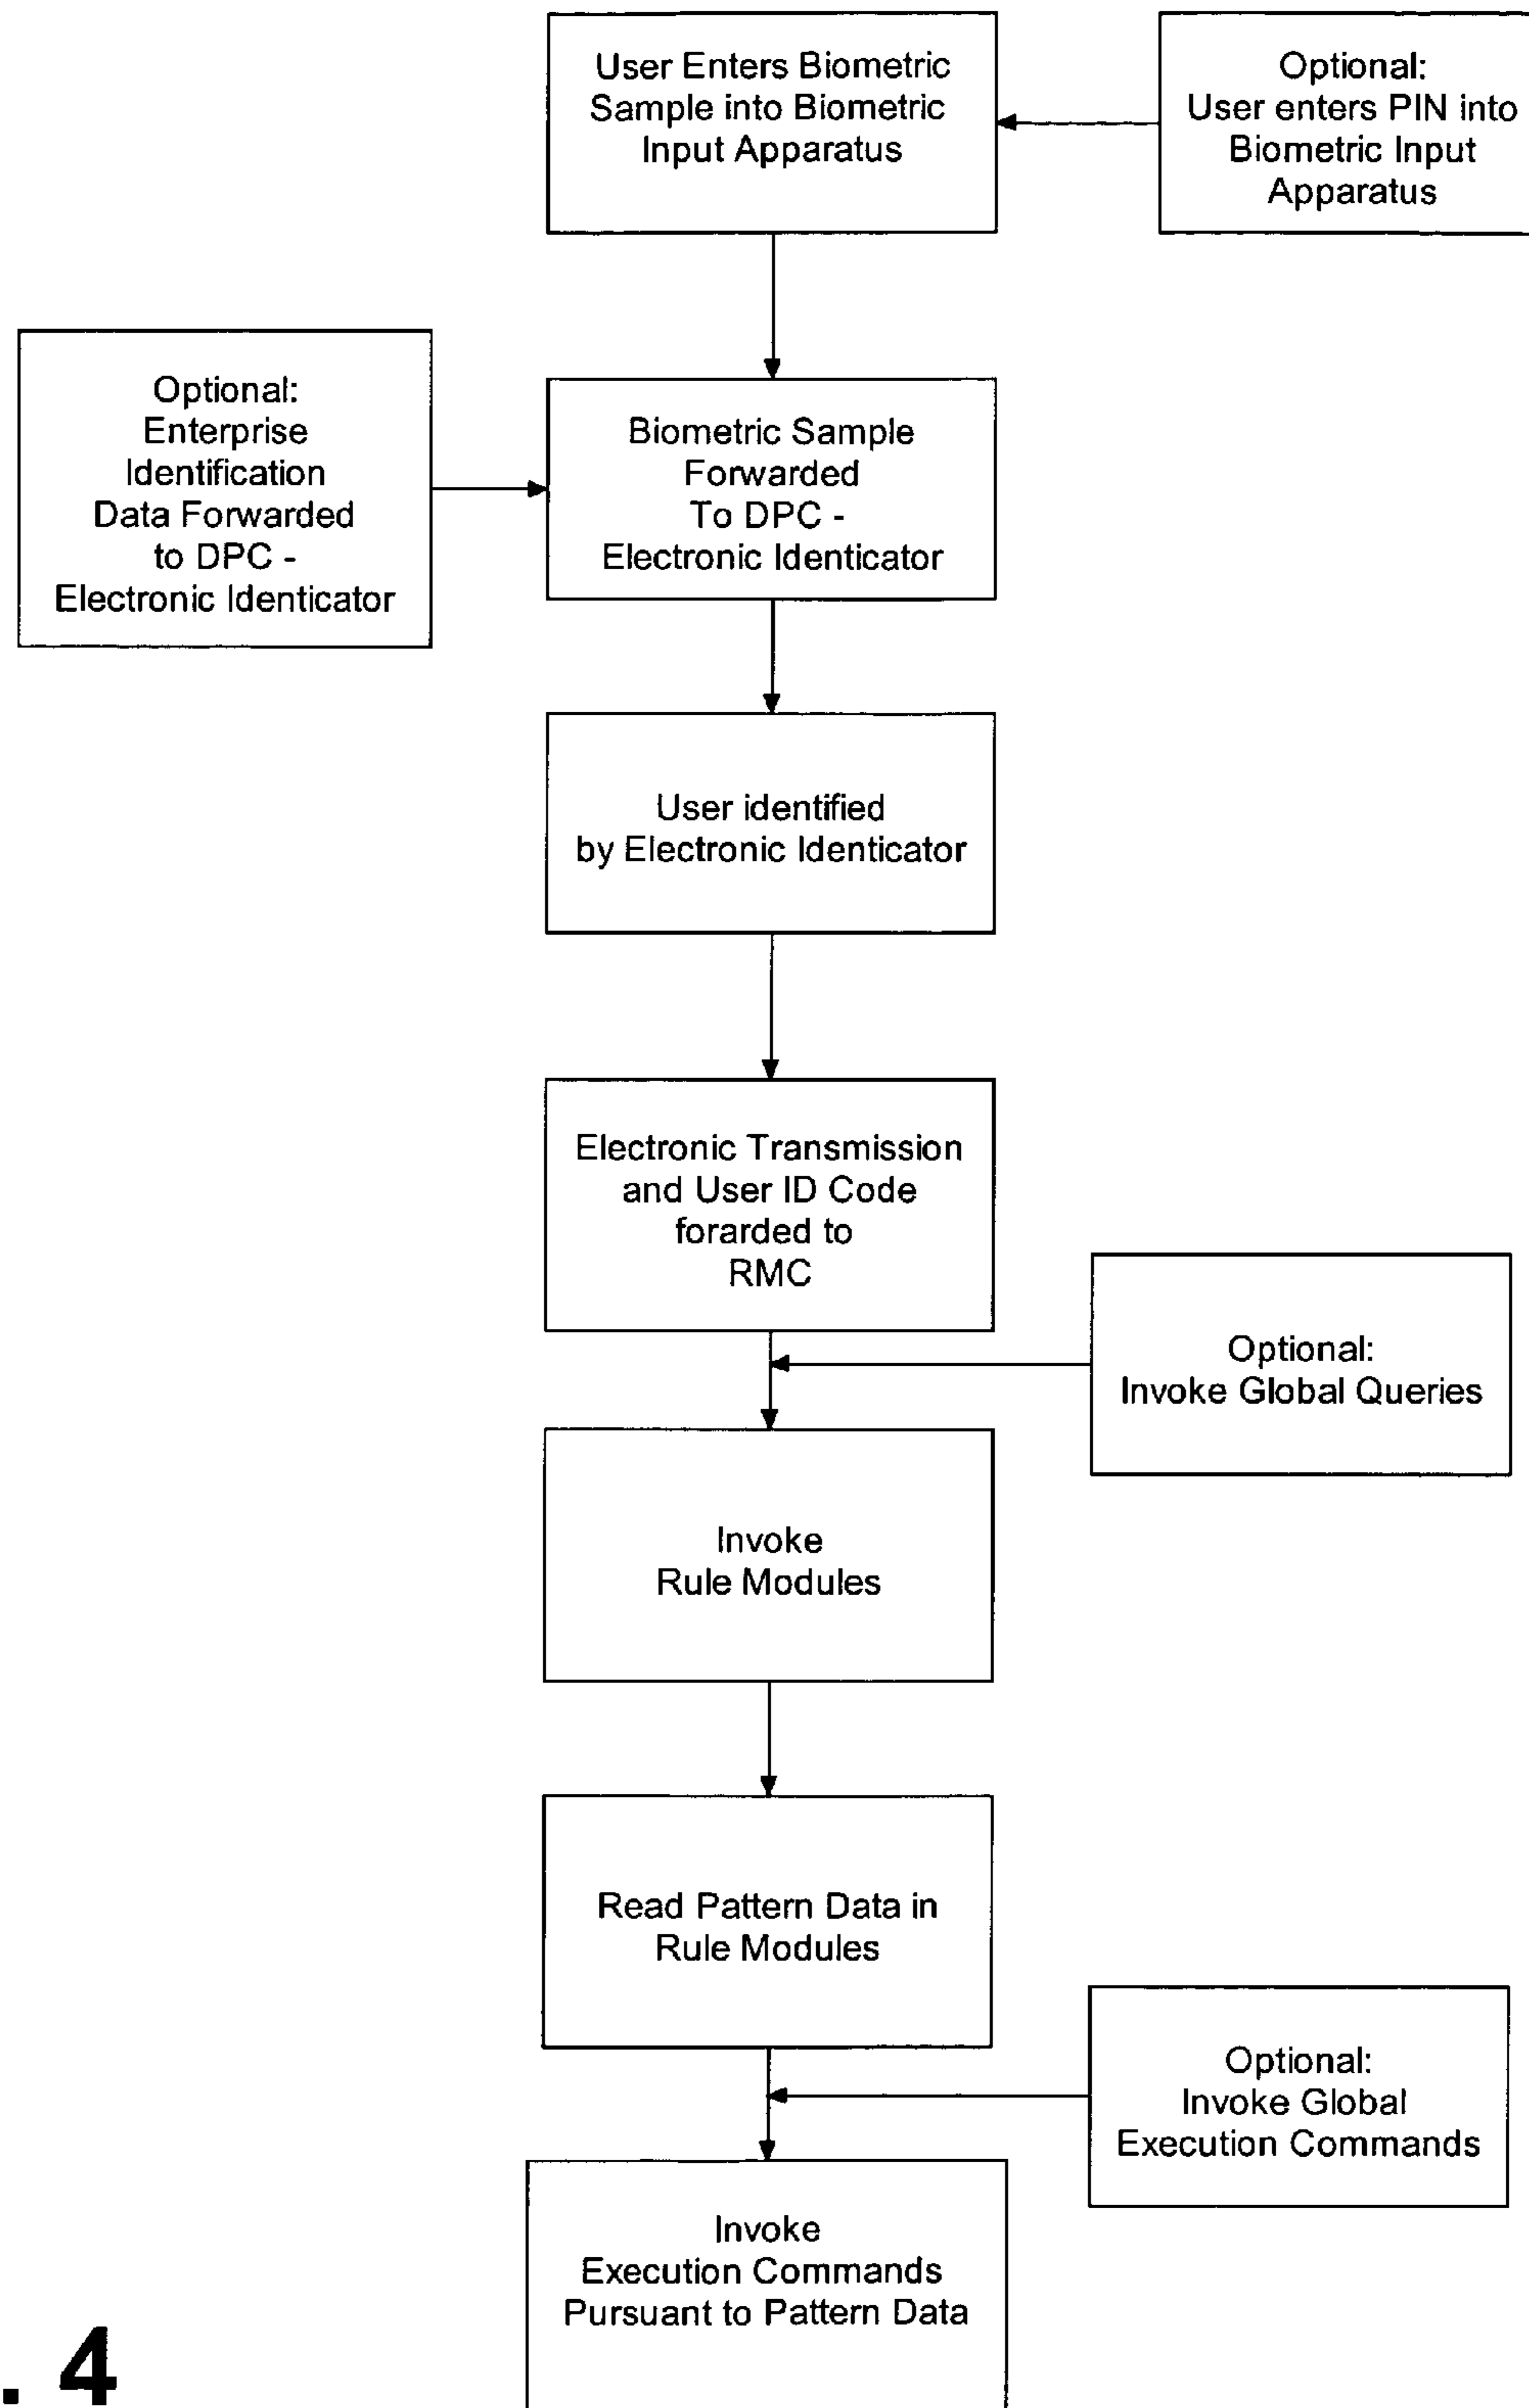 User Enters Biometric
Sample into Biometric
Input Apparatus
Optional:
User enters PIN into
Biometric Input
Apparatus
Optional:
Enterprise
Identification
Data Forwarded
to DPC -
Electronic Identicator
Biometric Sample
Forwarded
To DPC -
Electronic Identicator
User identified
by Electronic Identicator
Electronic Transmission
and User ID Code
forarded to
RMC
Optional:
Invoke Global Queries
Invoke
Rule Modules
Read Pattern Data in
Rule Modules
Optional:
Invoke Global
Execution Commands
Invoke
Execution Commands
Pursuant to Pattern Data
. 4